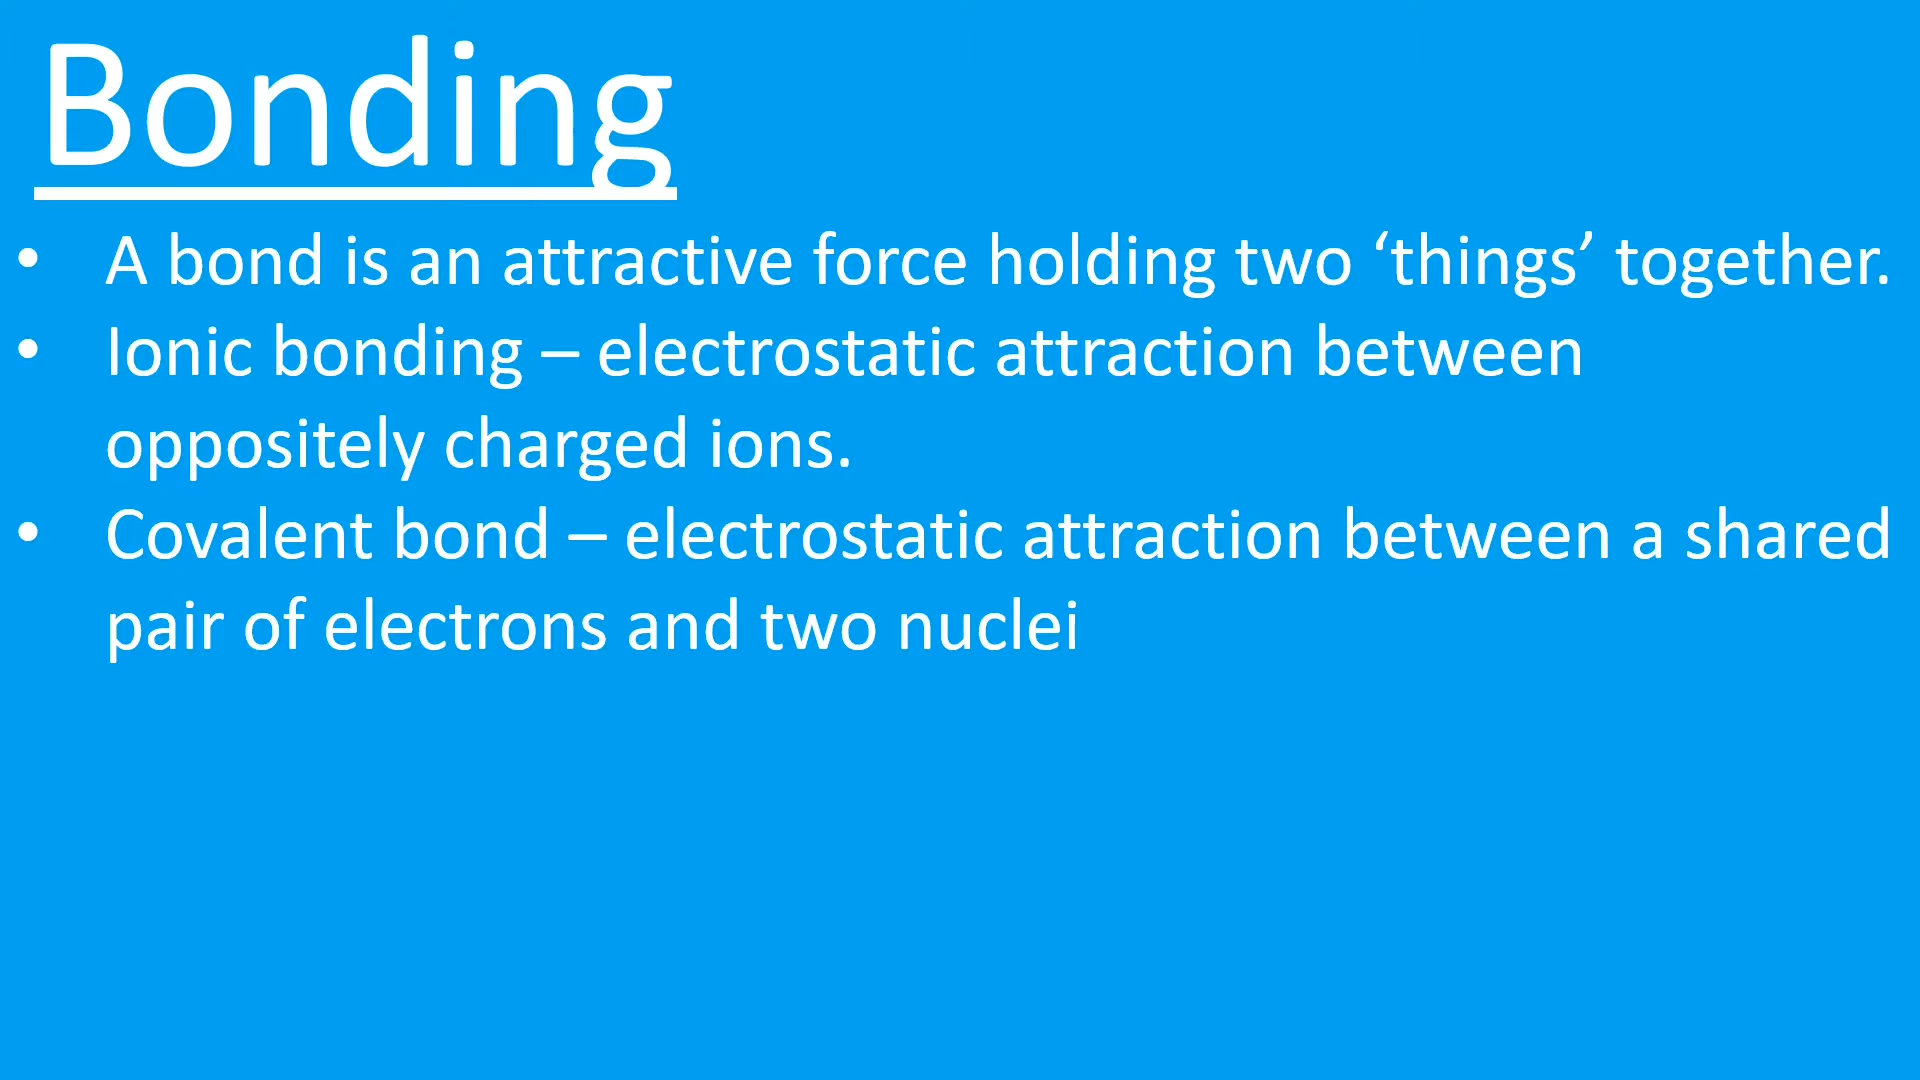 Bonding
• A bond is an attractive force holding two ‘things’ together.
• Ionic bonding – electrostatic attraction between
oppositely charged ions.
• Covalent bond – electrostatic attraction between a shared
pair of electrons and two nuclei